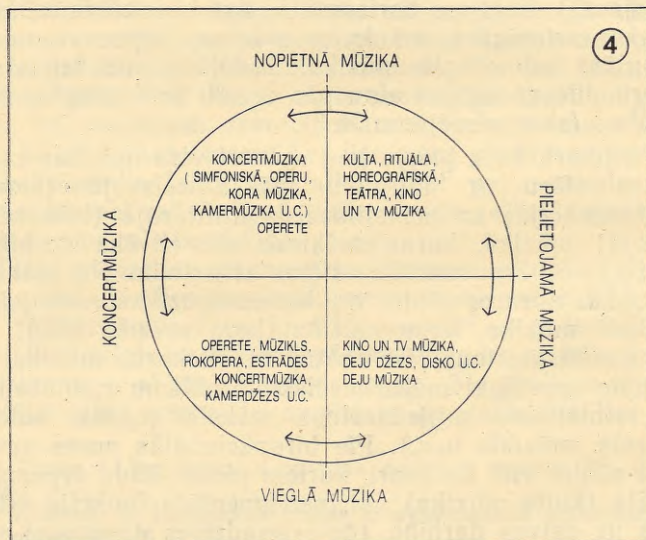 4
NOPIETNĀ MŪZIKA
KONCERTMŪZIKA
( SIMFONISKĀ, OPERU,
KORA MŪZIKA,
KAMERMŪZIKA U.C.)
OPERETE
KULTA, RITUĀLA,
HOREOGRAFISKĀ,
TEĀTRA, KINO
UN TV MŪZIKA
KONCERTMŪZIKA
PIELIETOJAMĀ MŪZIKA
OPERETE, MŪZIKLS,
ROKOPERA, ESTRĀDES
KONCERTMŪZIKA,
KAMERDŽEZS U.C.
KINO UN TV MŪZIKA,
DEJU DŽEZS, DISKO U.C.
DEJU MŪZIKA
VIEGLĀ MŪZIKA